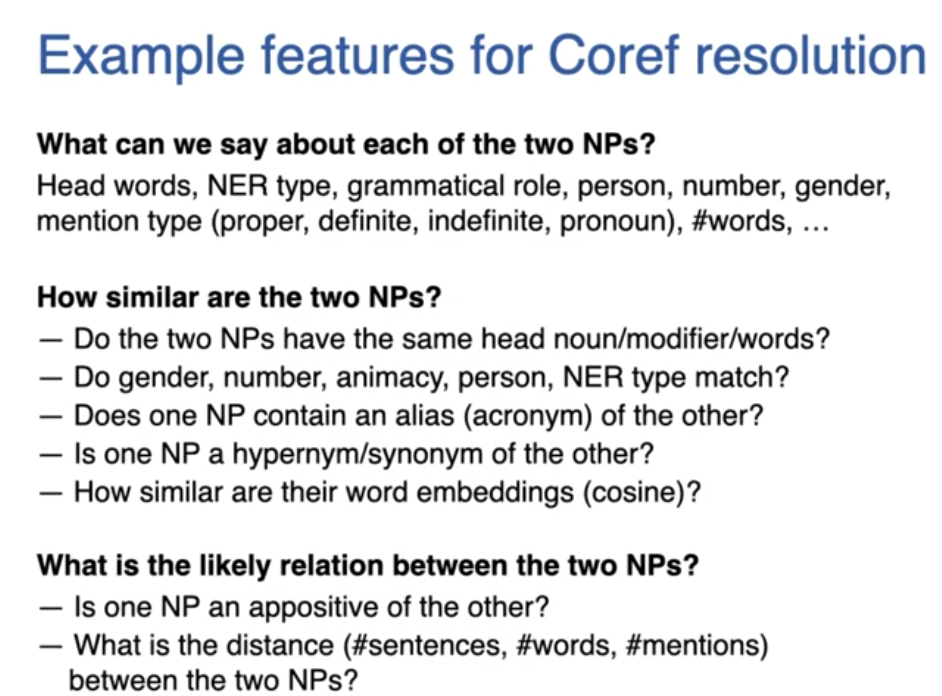 Example features for Coref resolution
What can we say about each of the two NPs?
Head words, NER type, grammatical role, person, number, gender,
mention type (proper, definite, indefinite, pronoun), #words, …
How similar are the two NPs?
— Do the two NPs have the same head noun/modifier/words?
— Do gender, number, animacy, person, NER type match?
— Does one NP contain an alias (acronym) of the other?
— Is one NP a hypernym/synonym of the other?
— How similar are their word embeddings (cosine)?
What is the likely relation between the two NPs?
— Is one NP an appositive of the other?
— What is the distance (#sentences, #words, #mentions)
between the two NPs?